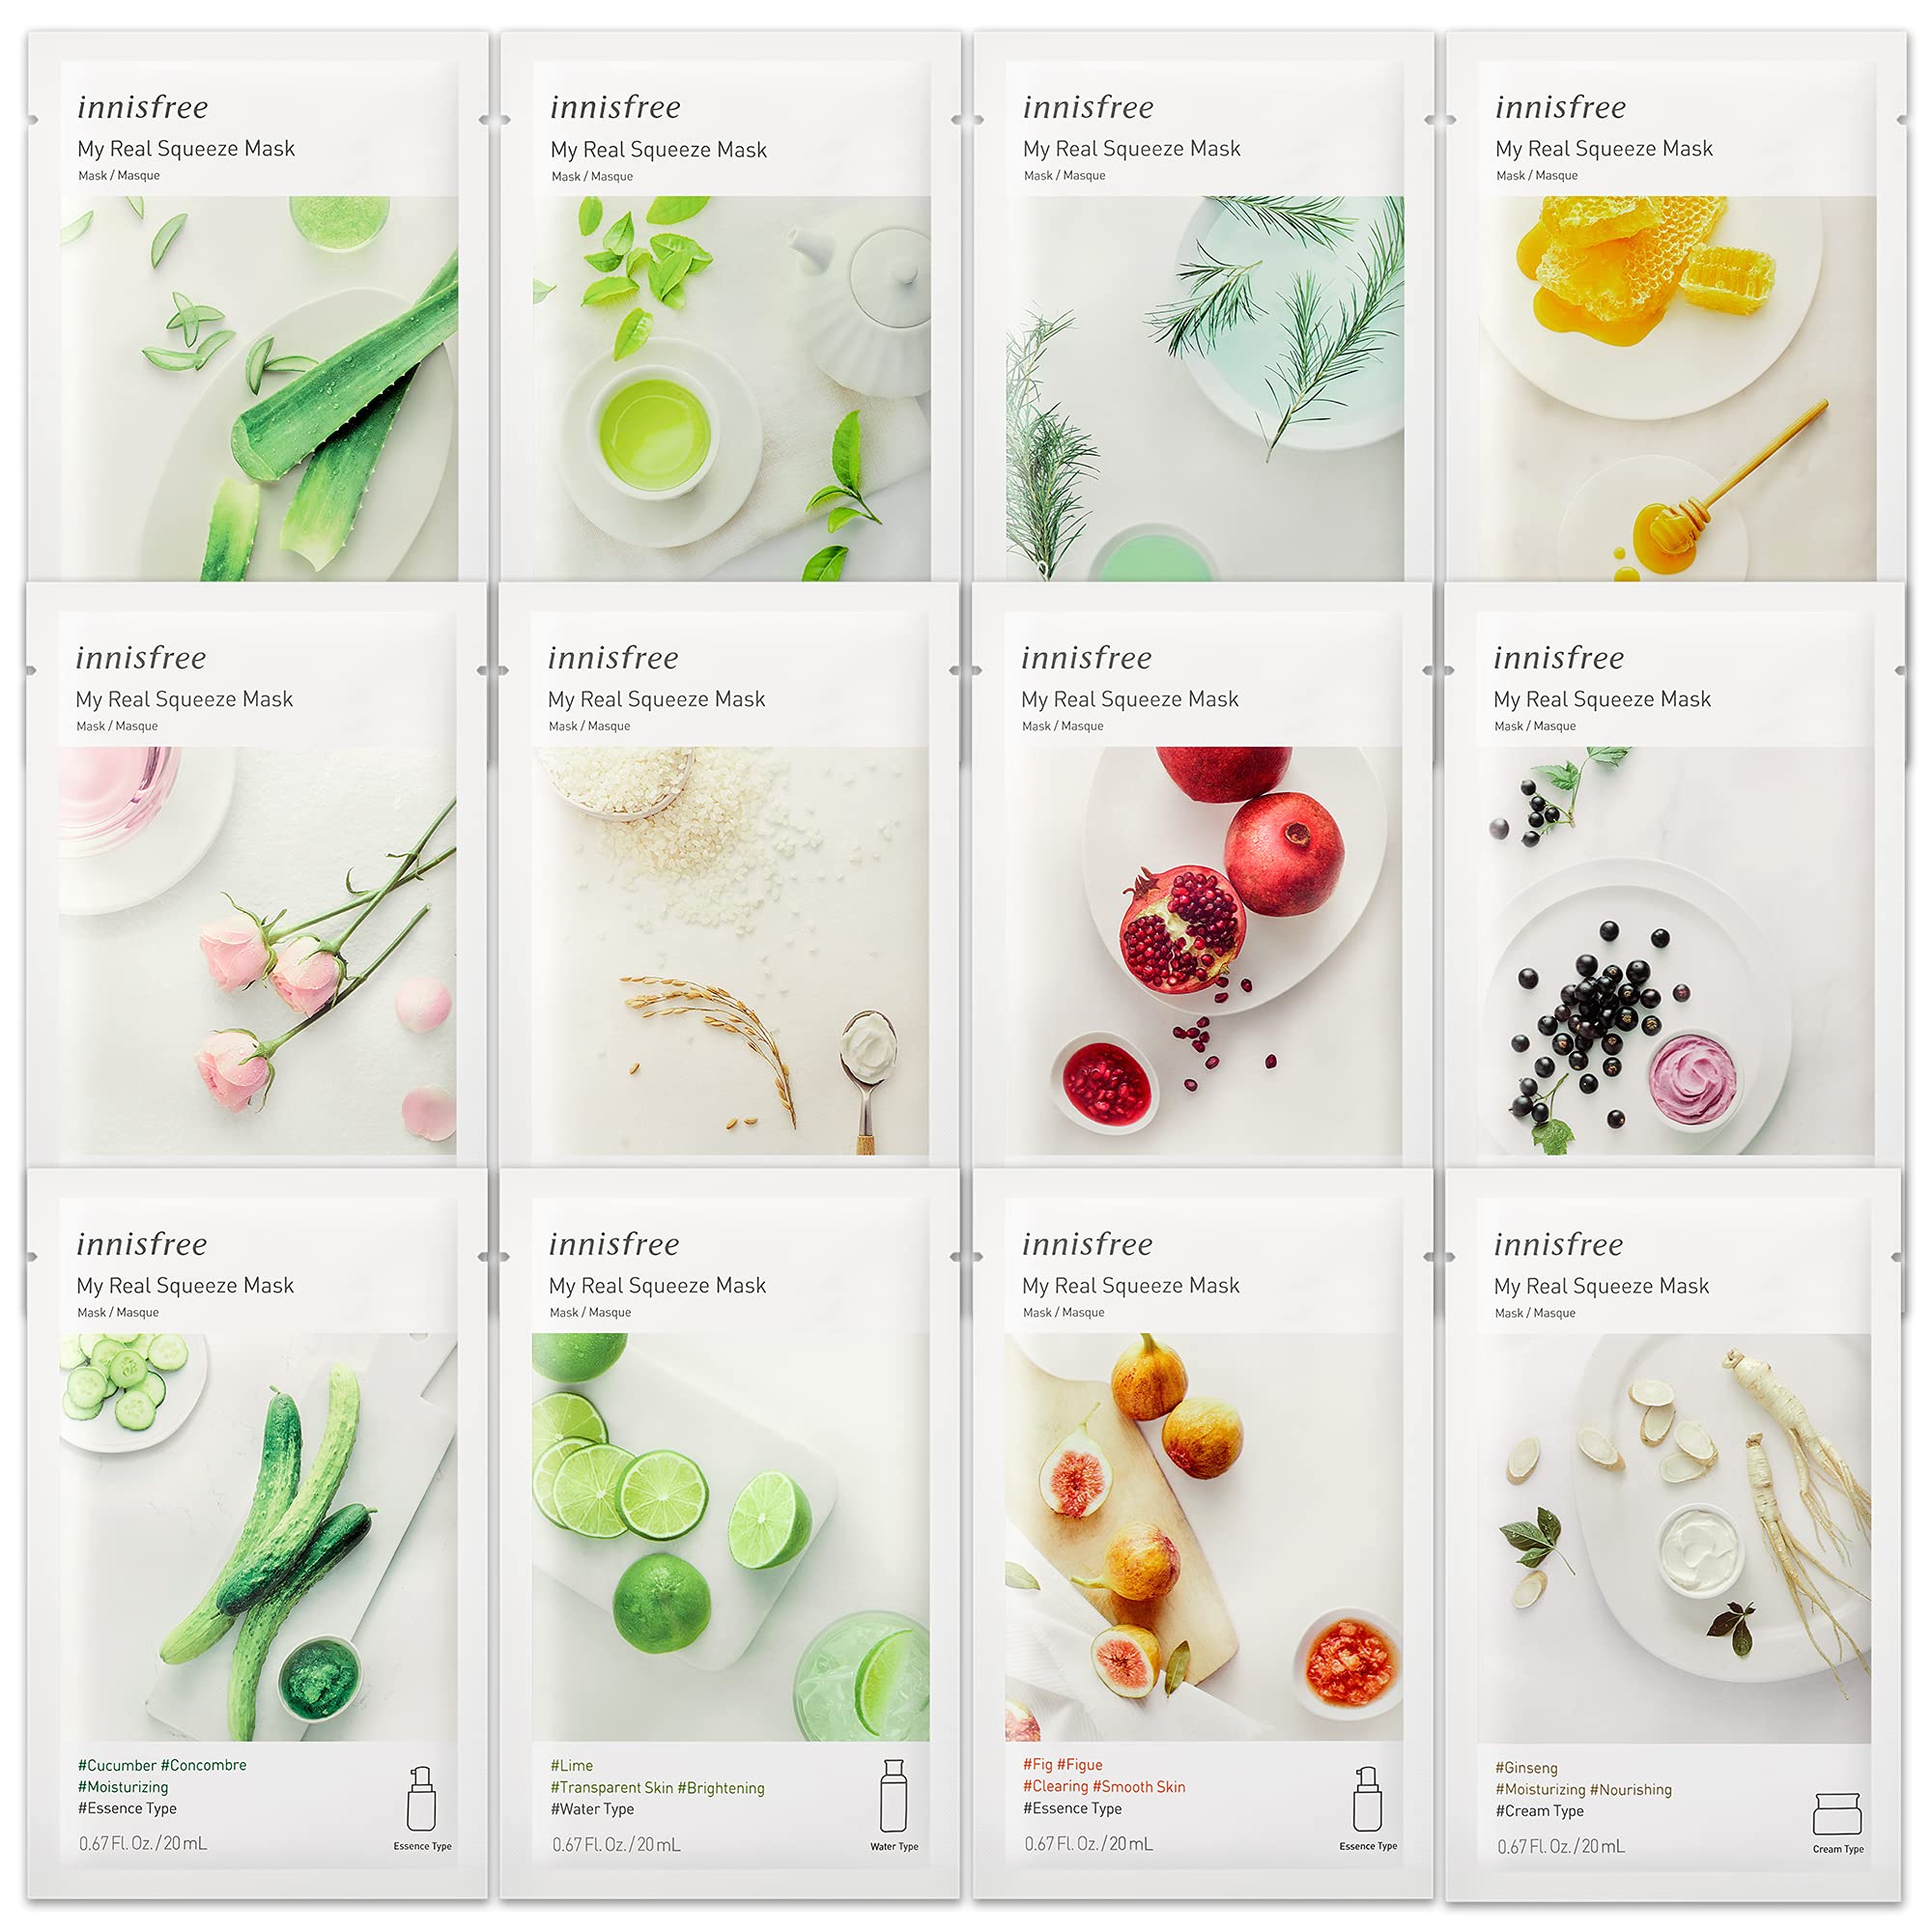 innisfree
My Real Squeeze Mask
Mask / Masque
innisfree
My Real Squeeze Mask
Mask / Masque
innisfree
My Real Squeeze Mask
Mask / Masque
innisfree
My Real Squeeze Mask
Mask / Masque
innisfree
My Real Squeeze Mask
Mask / Masque
innisfree
My Real Squeeze Mask
Mask / Masque
innisfree
My Real Squeeze Mask
Mask / Masque
innisfree
My Real Squeeze Mask
Mask / Masque
innisfree
My Real Squeeze Mask
Mask / Masque
#Cucumber #Concombre
#Moisturizing
#Essence Type
0.67 Fl. Oz. / 20 mL
Essence Type
innisfree
My Real Squeeze Mask
Mask / Masque
#Lime
#Transparent Skin #Brightening
#Water Type
0.67 Fl. Oz. / 20 mL
Water Type
innisfree
My Real Squeeze Mask
Mask / Masque
#Fig #Figue
#Clearing #Smooth Skin
#Essence Type
0.67 Fl. Oz. / 20 mL
Essence Type
innisfree
My Real Squeeze Mask
Mask / Masque
#Ginseng
#Moisturizing #Nourishing
#Cream Type
0.67 Fl. Oz. / 20 mL
Cream Type